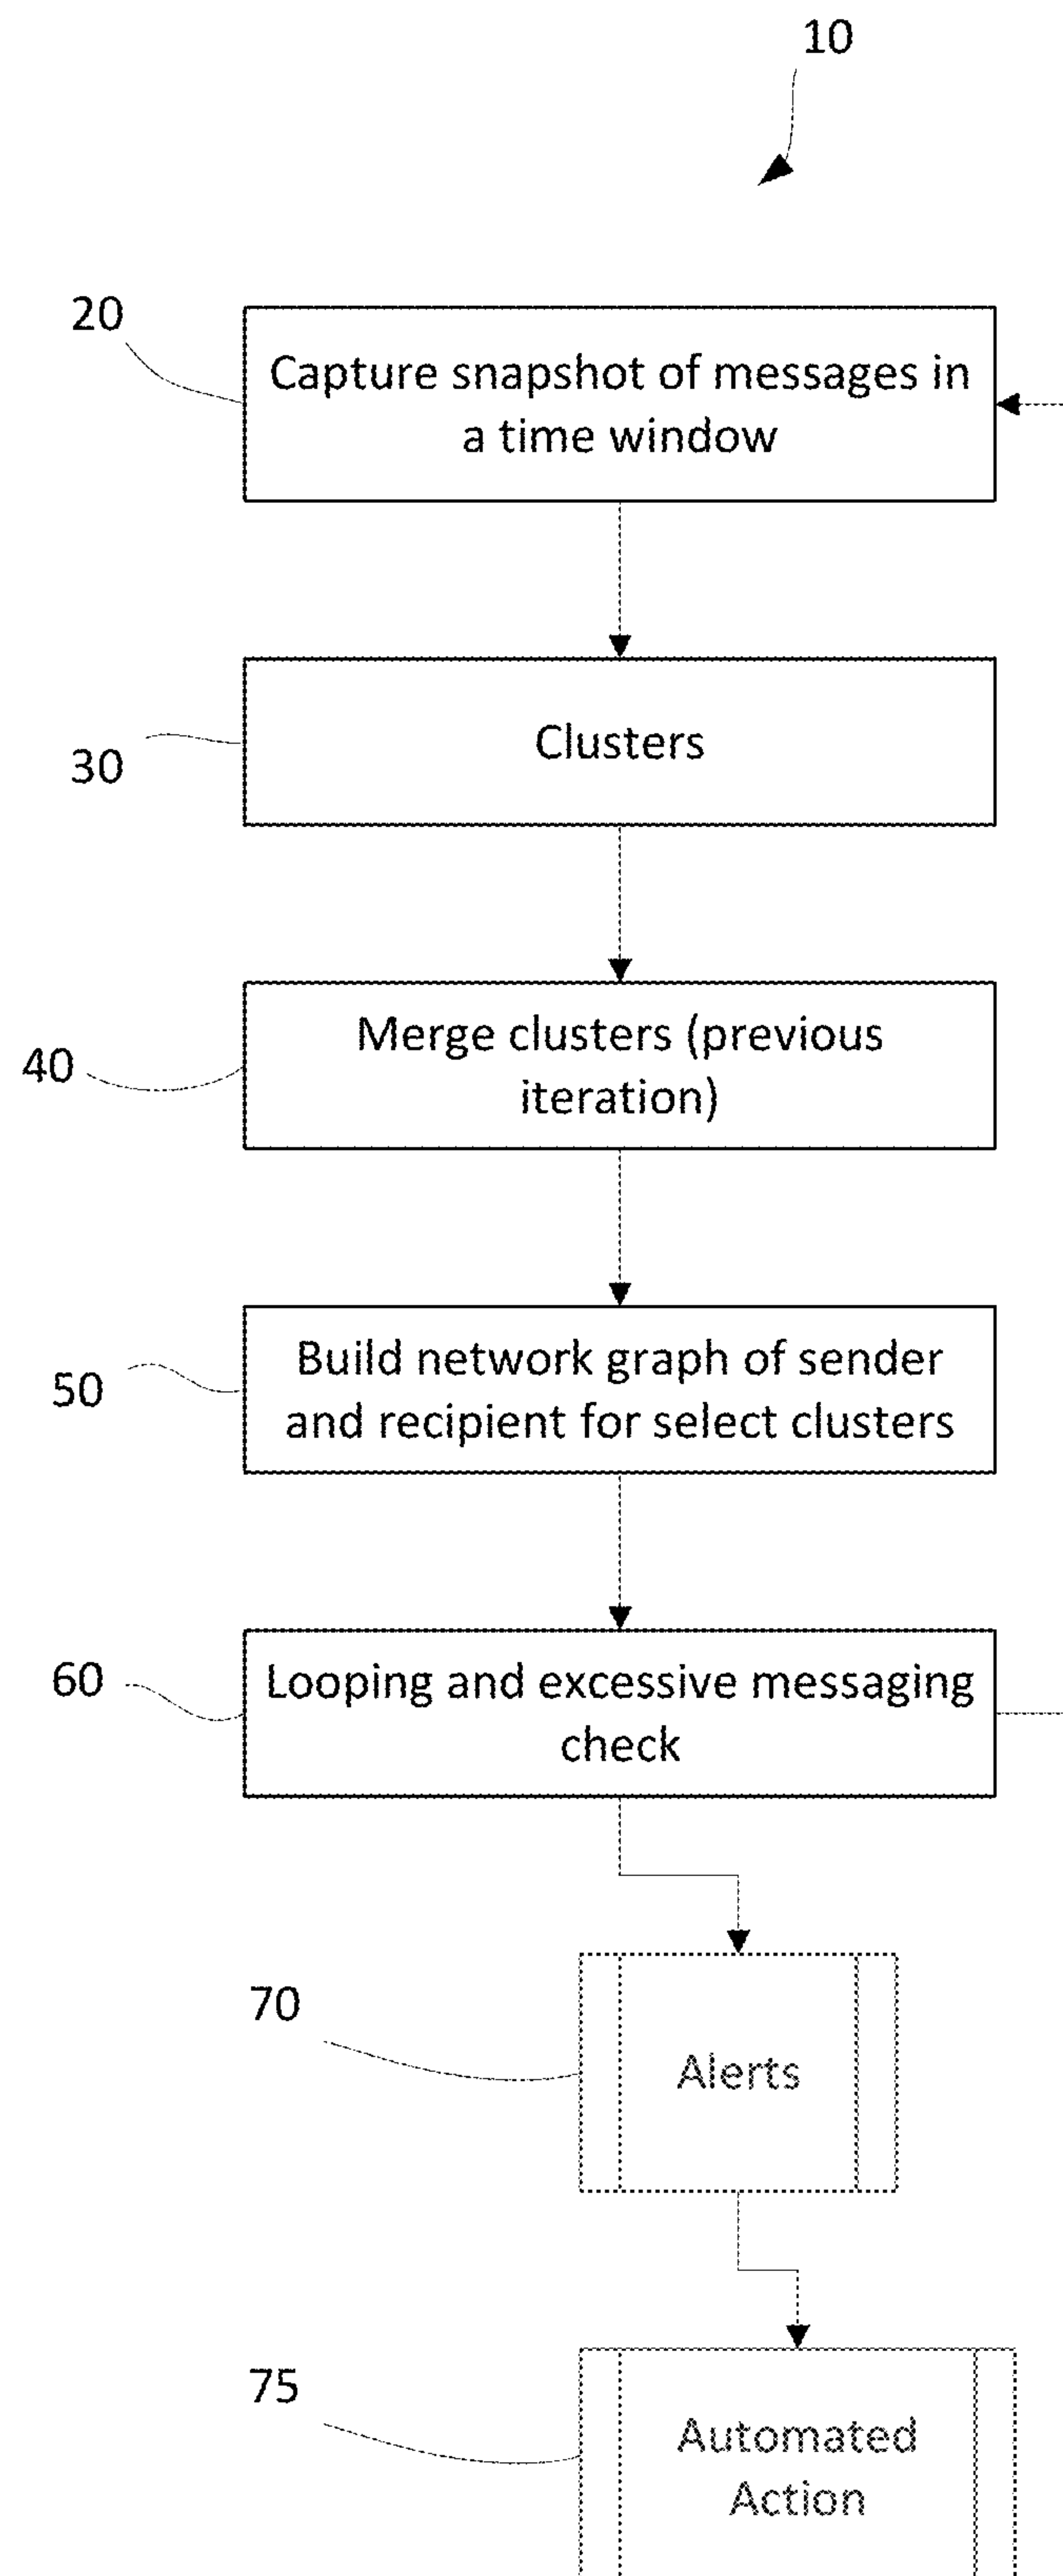 10
20
Capture snapshot of messages in
a time window
30
Clusters
40
Merge clusters (previous
iteration)
50
Build network graph of sender
and recipient for select clusters
60
Looping and excessive messaging
check
70
Alerts
75
Automated
Action